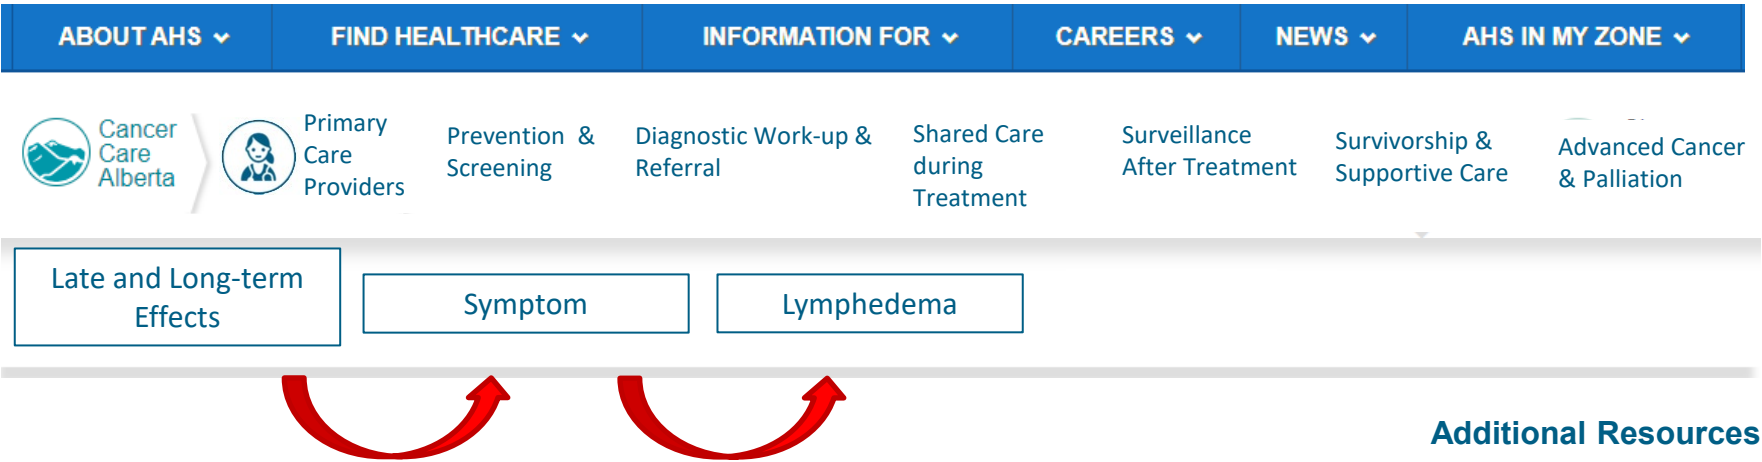 ABOUT AHS
FIND HEALTHCARE
INFORMATION FOR
CAREERS
NEWS
AHS IN MY ZONE
Cancer
Care
Alberta
Primary
Care
Providers
Prevention &
Screening
Diagnostic Work-up &
Referral
Shared Care
during
Treatment
Surveillance
After Treatment
Survivorship &
Supportive Care
Advanced Cancer
& Palliation
Late and Long-term
Effects
Symptom
Lymphedema
Additional Resources